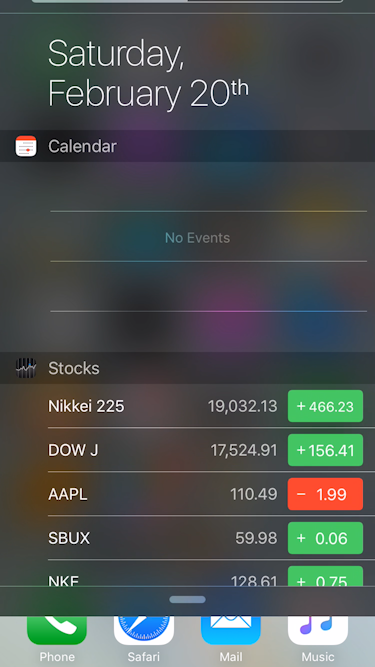 Saturday,
February 20th
Calendar
No Events
Stocks
Nikkei 225 19,032.13 + 466.23
DOW J 17,524.91 + 156.41
AAPL 110.49 − 1.99
SBUX 59.98 + 0.06
NKE 128.61 + 0.75
Phone Safari Mail Music